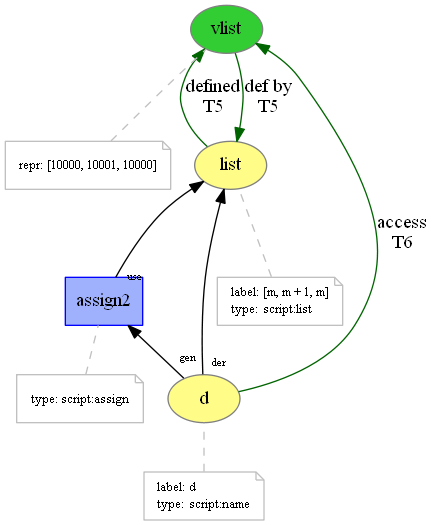 vlist
defined def by
T5 T5
repr: [10000, 10001, 10000]
list
access
T6
use
assign2
label: [m, m + 1, m]
type: script:list
gen der
type: script:assign
d
label: d
type: script:name